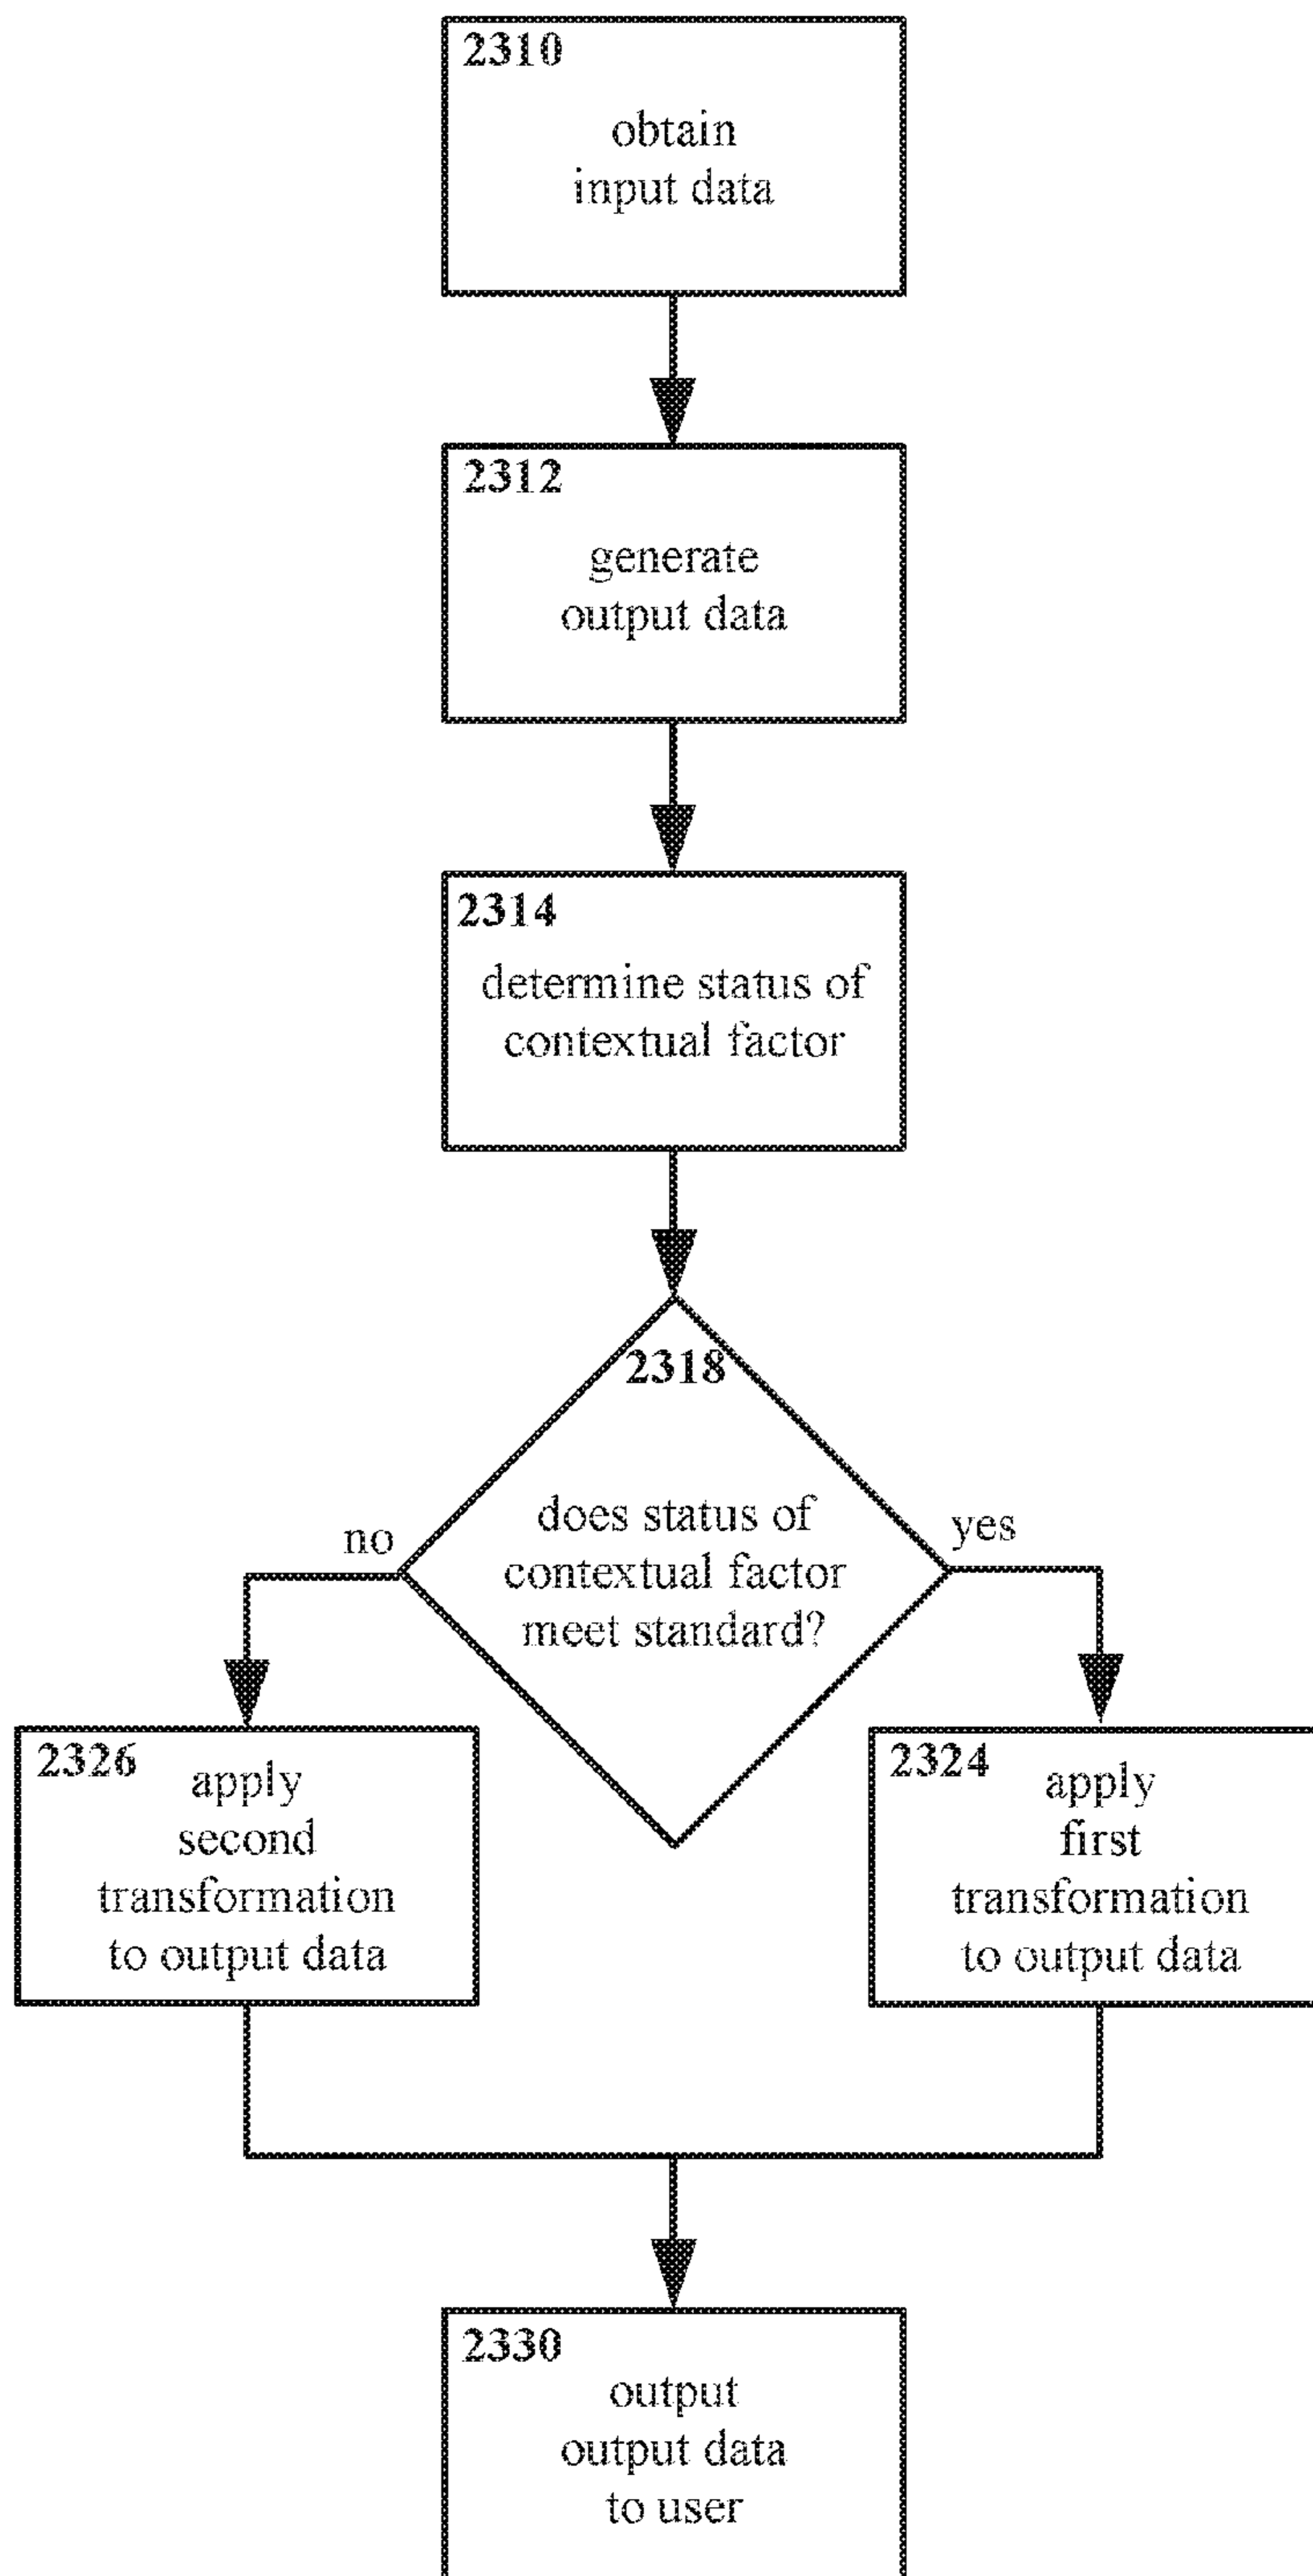 2310
obtain
input data
2312
generate
output data
2314
determine status of
contextual factor
2318
does status of
contextual factor
meet standard?
no
yes
2326
apply
second
transformation
to output data
2324
apply
first
transformation
to output data
2330
output
output data
to user